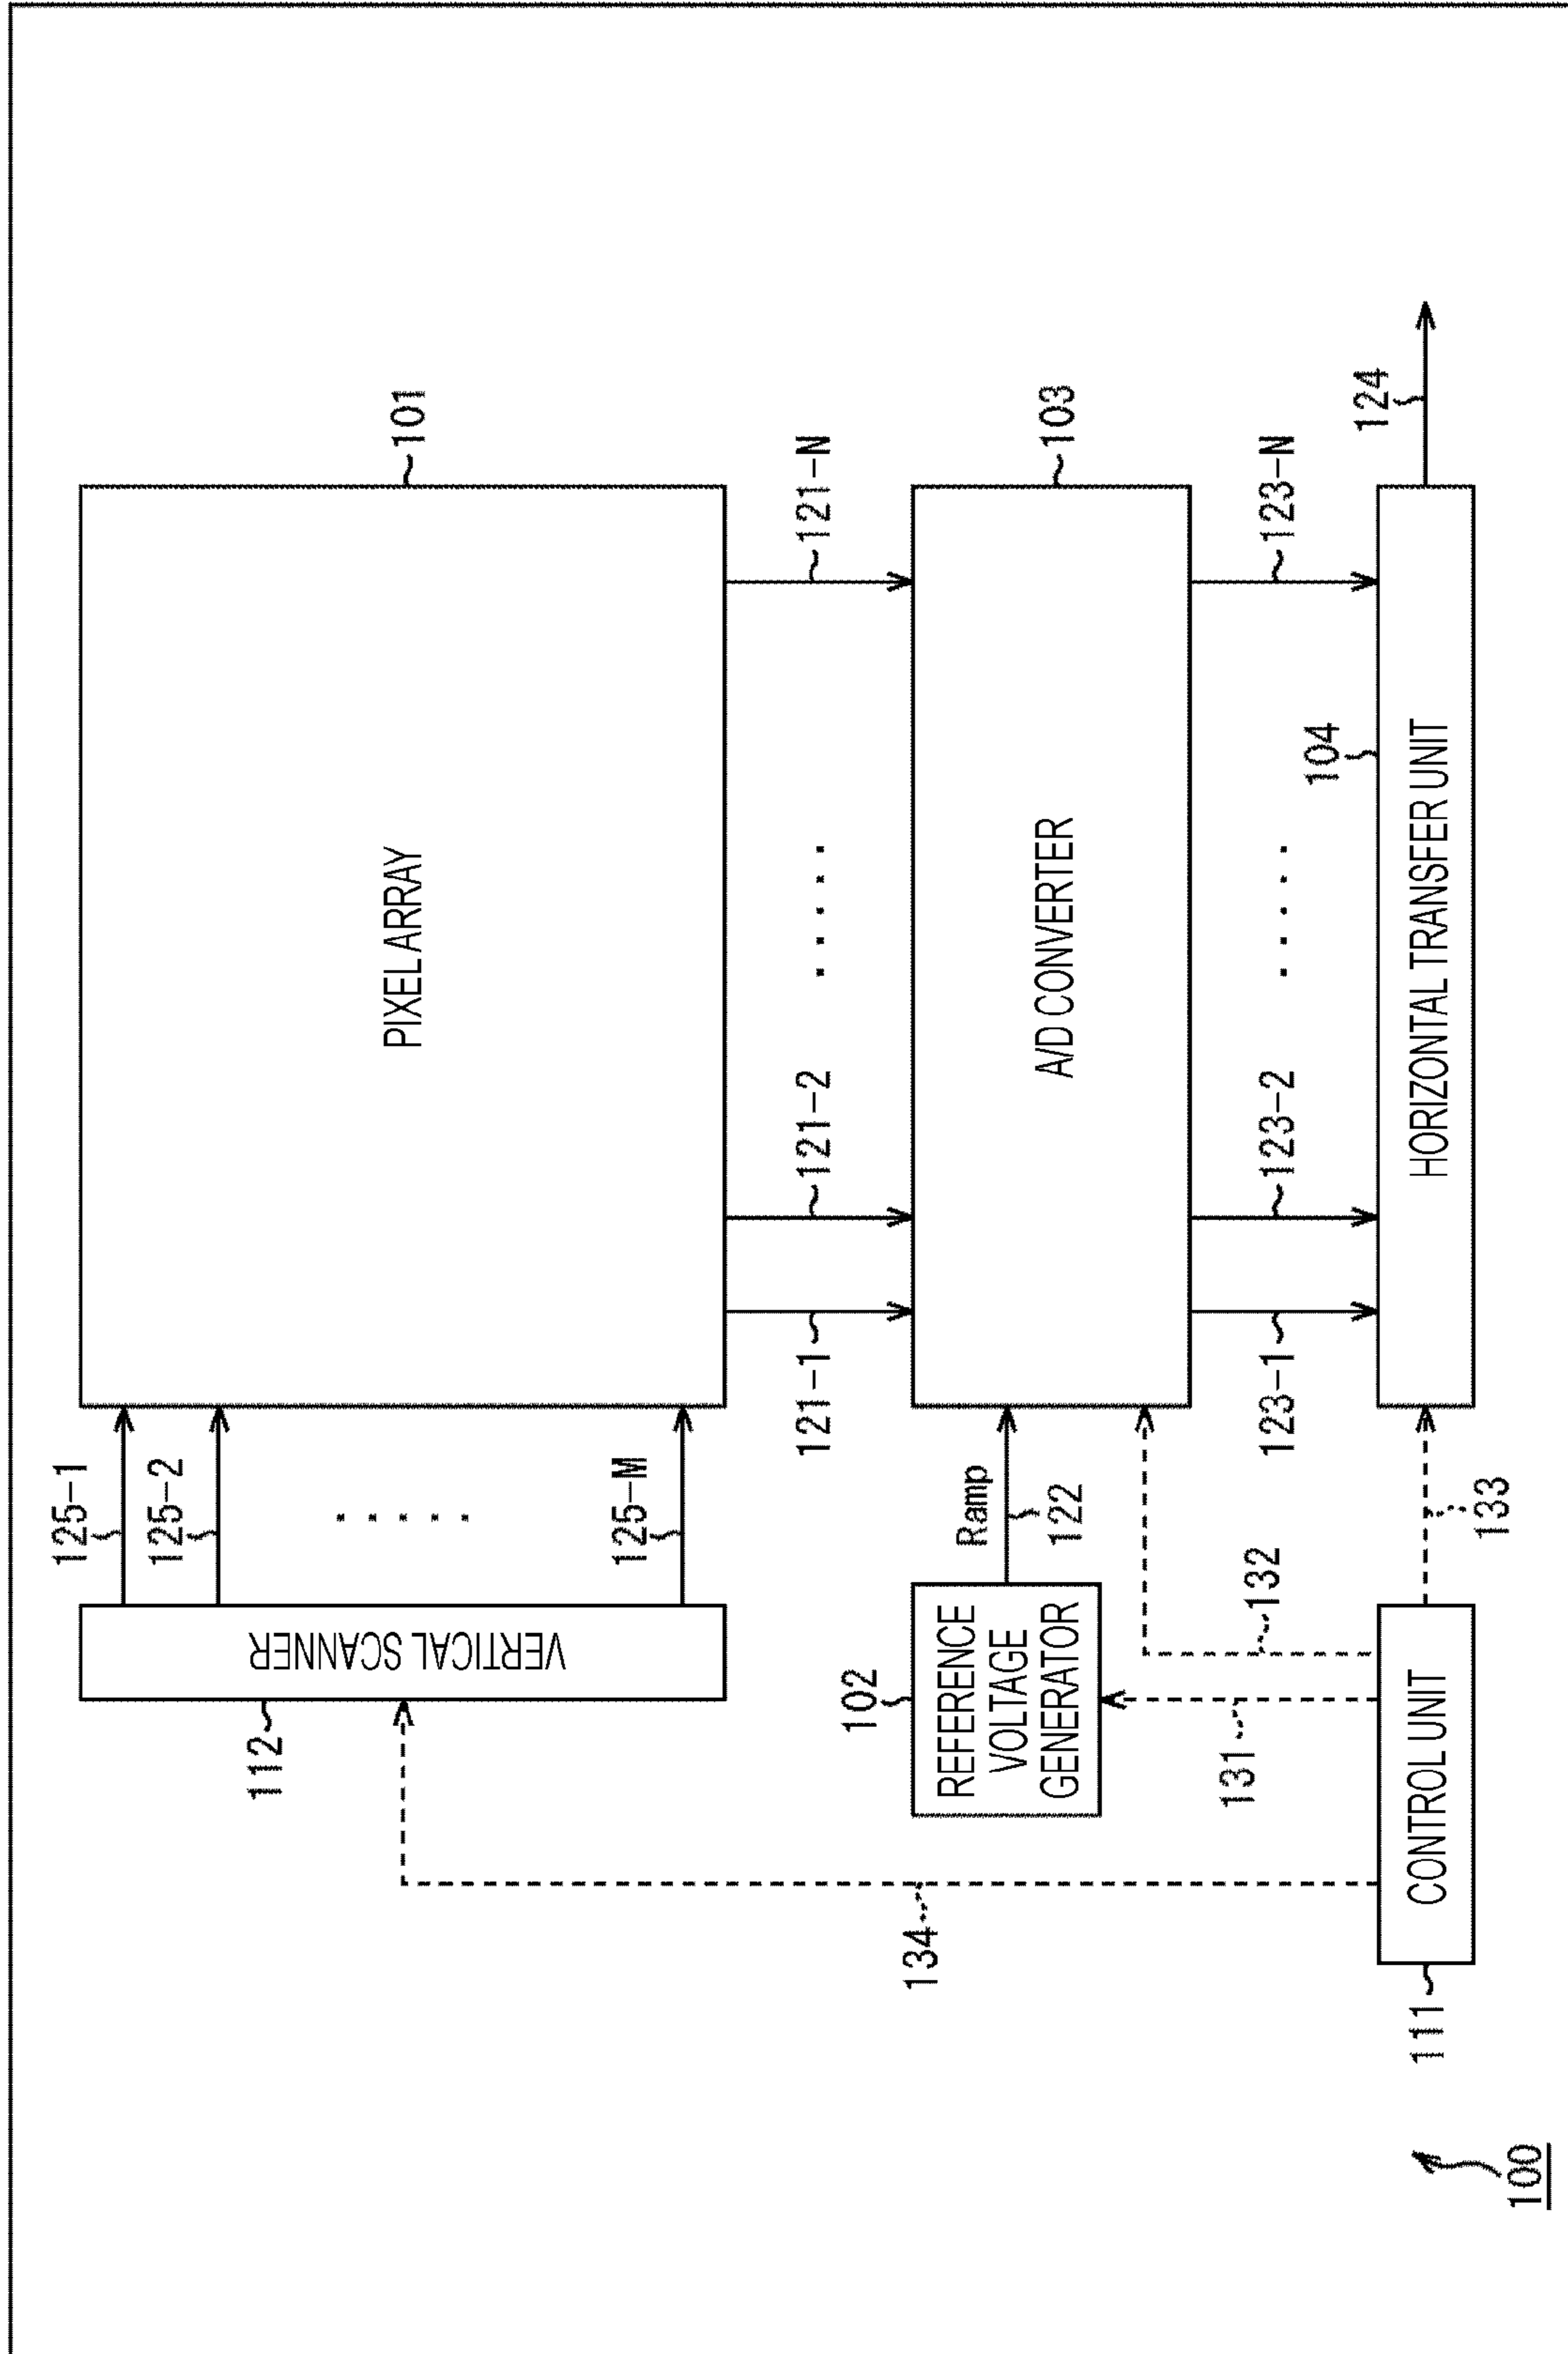 125-1
125-2
125-M
VERTICAL SCANNER
112
PIXEL ARRAY
101
121-1
121-2
121-N
134
102
REFERENCE
VOLTAGE
GENERATOR
Ramp
122
A/D CONVERTER
103
131
132
123-1
123-2
123-N
111
CONTROL UNIT
133
104
HORIZONTAL TRANSFER UNIT
124
100